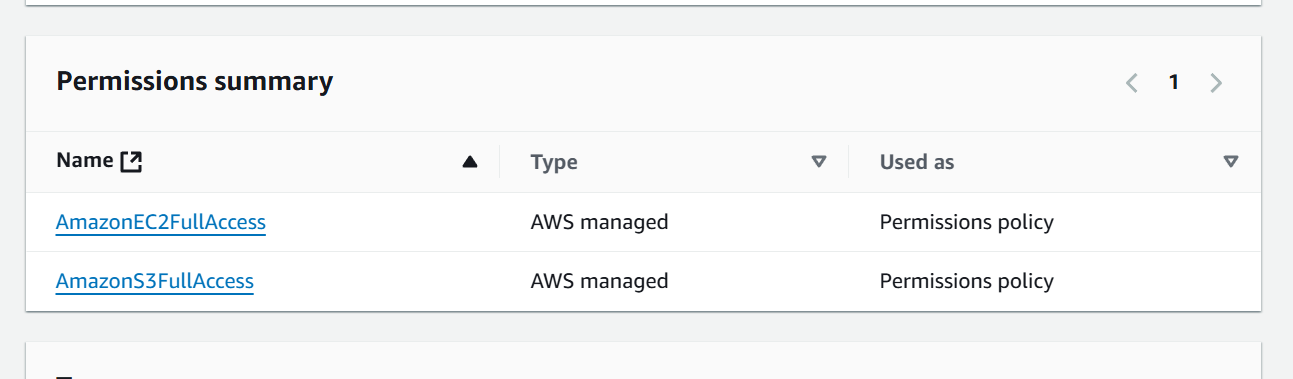 Permissions summary
1
Name Type Used as
AmazonEC2FullAccess AWS managed Permissions policy
AmazonS3FullAccess AWS managed Permissions policy